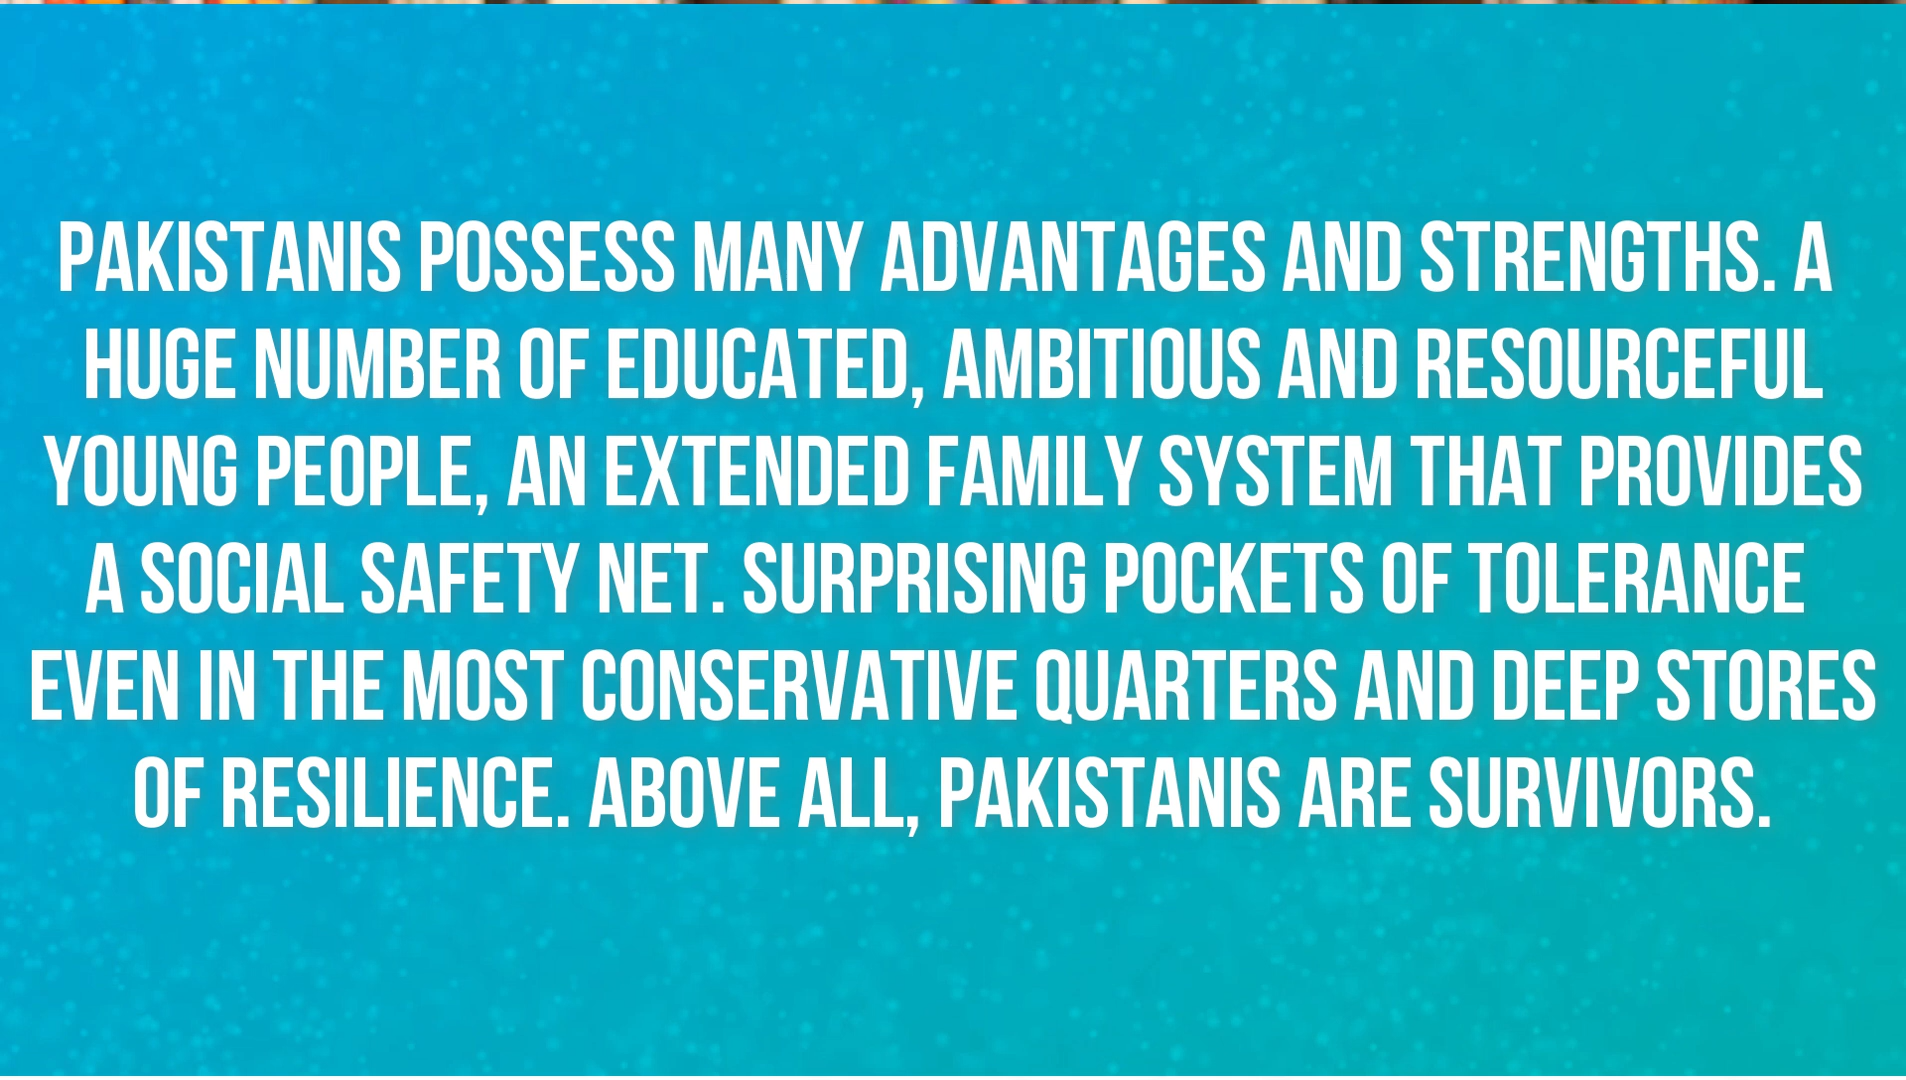 PAKISTANIS POSSESS MANY ADVANTAGES AND STRENGTHS. A
HUGE NUMBER OF EDUCATED, AMBITIOUS AND RESOURCEFUL
YOUNG PEOPLE, AN EXTENDED FAMILY SYSTEM THAT PROVIDES
A SOCIAL SAFETY NET. SURPRISING POCKETS OF TOLERANCE
EVEN IN THE MOST CONSERVATIVE QUARTERS AND DEEP STORES
OF RESILIENCE. ABOVE ALL, PAKISTANIS ARE SURVIVORS.